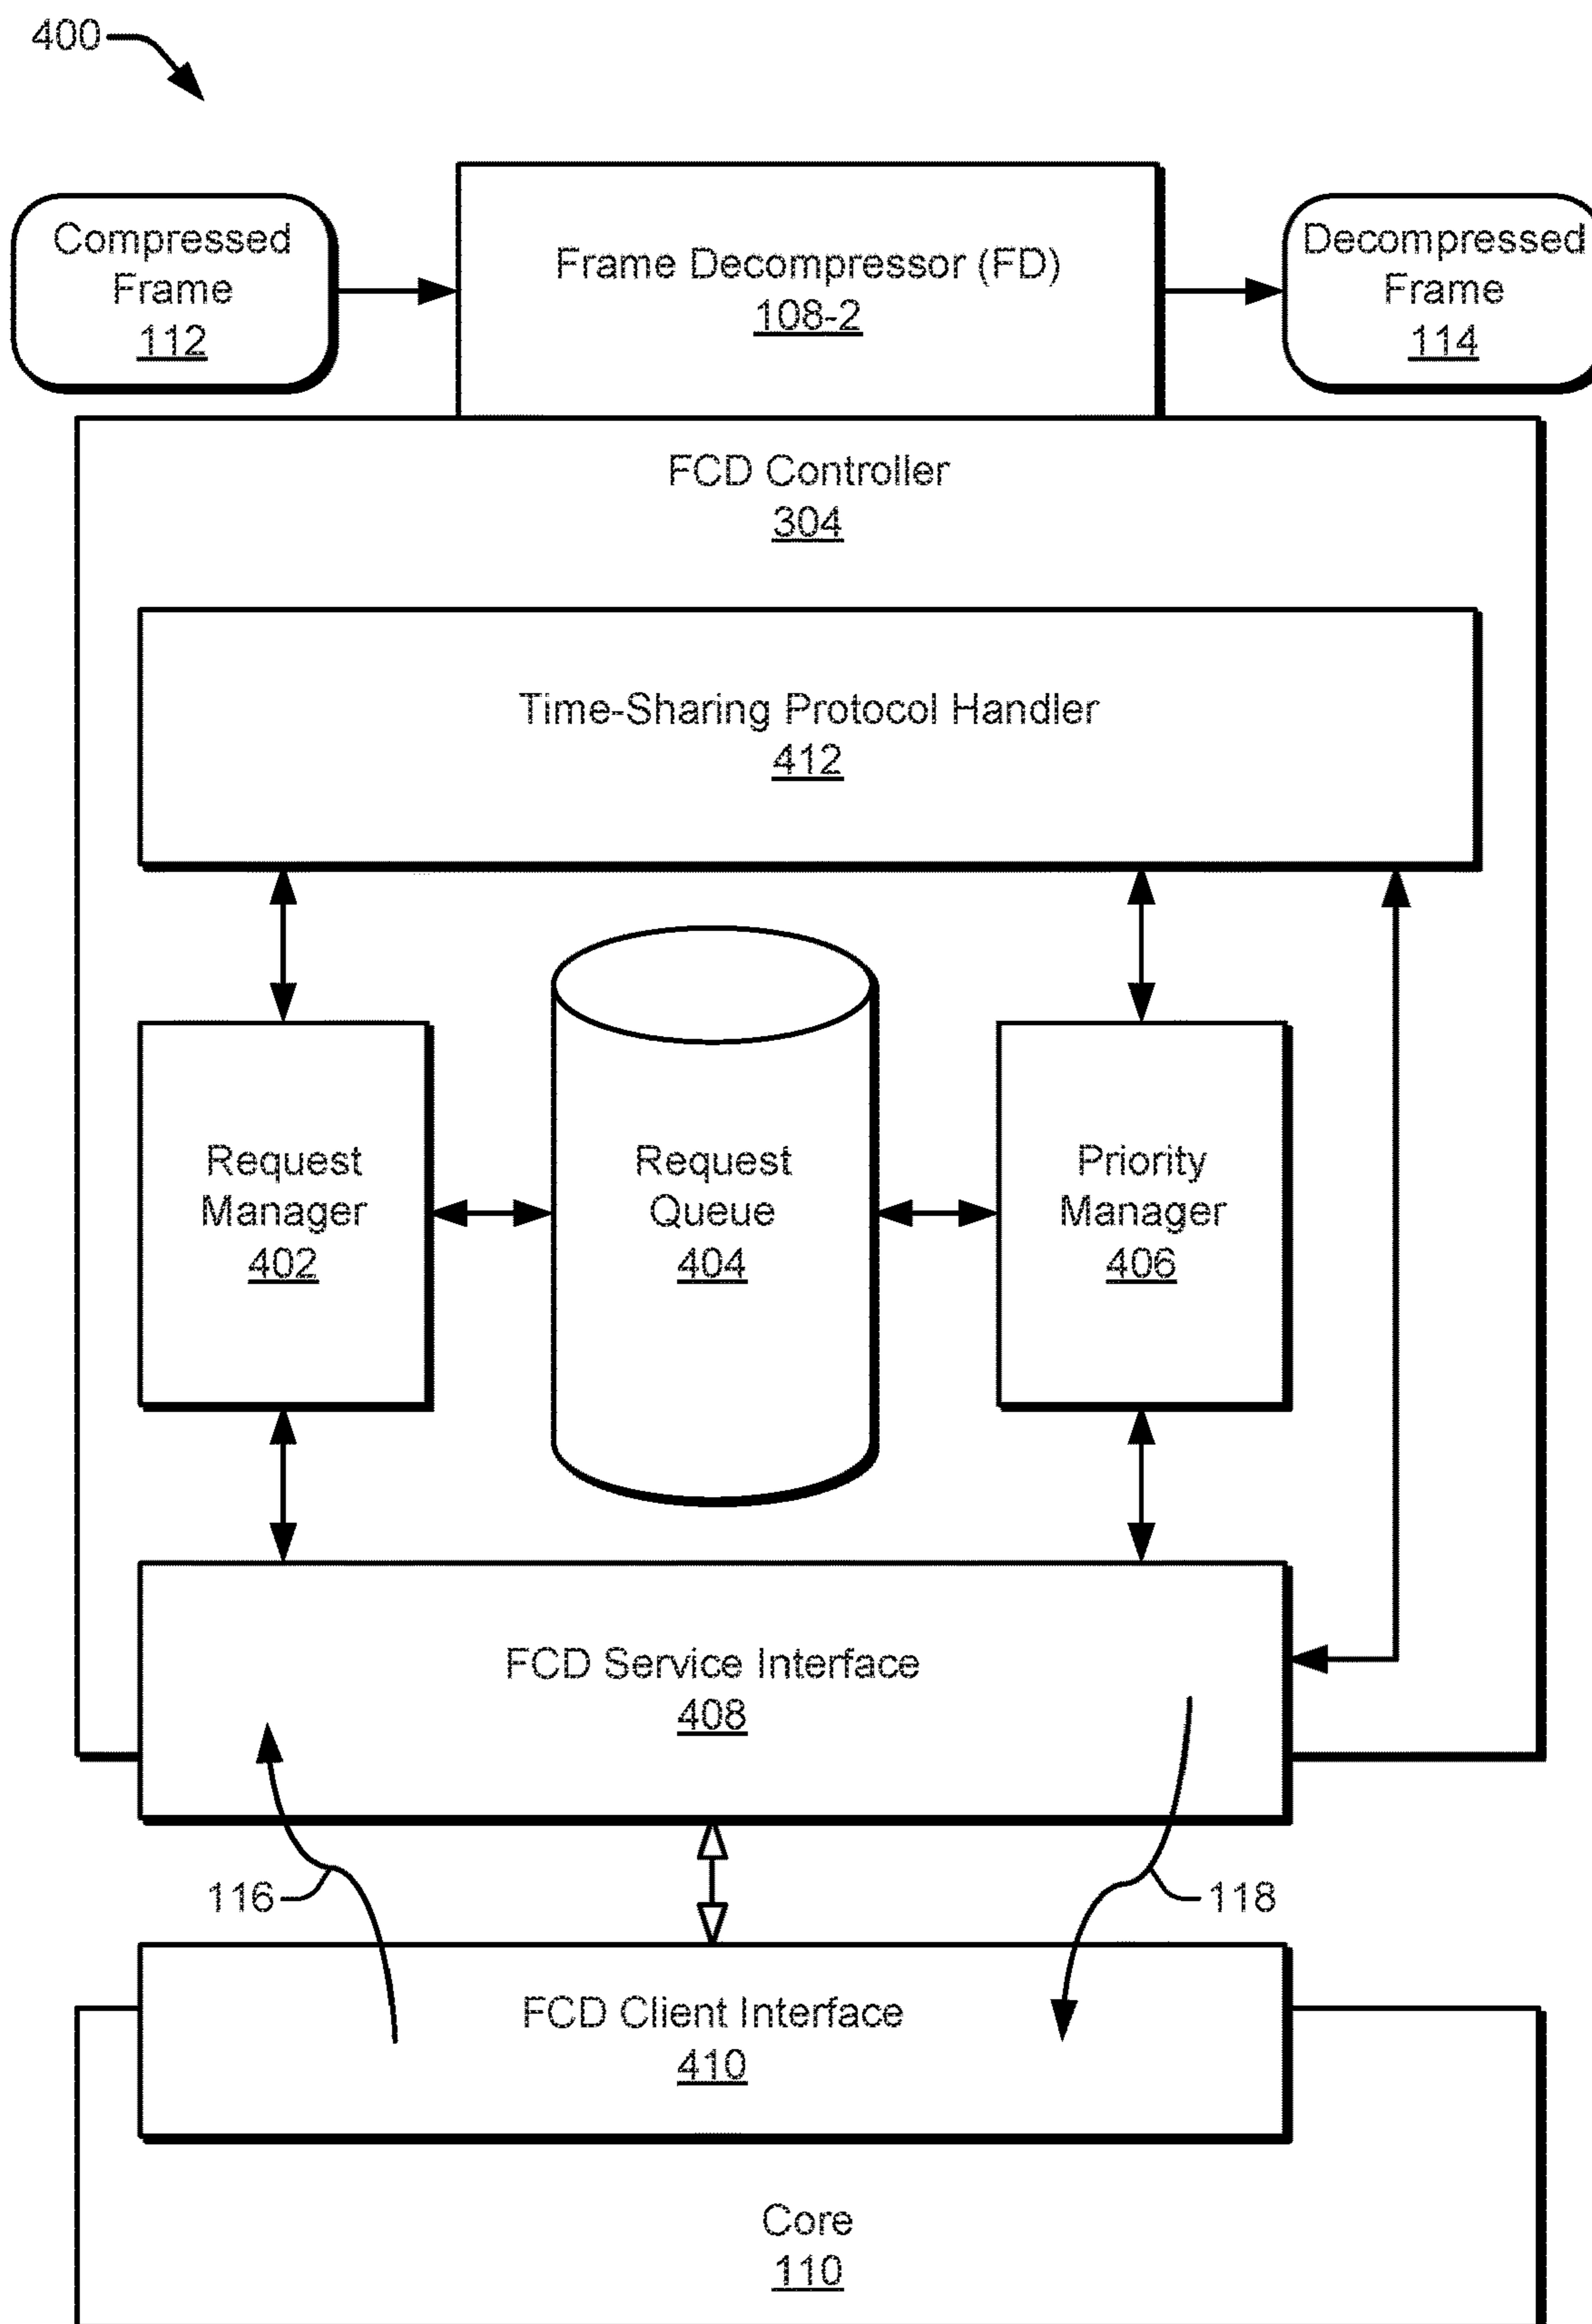 400
Compressed
Frame
112
Frame Decompressor (FD)
108-2
Decompressed
Frame
114
FCD Controller
304
Time-Sharing Protocol Handler
412
Request
Manager
402
Request
Queue
404
Priority
Manager
406
FCD Service Interface
408
116
118
FCD Client Interface
410
Core
110